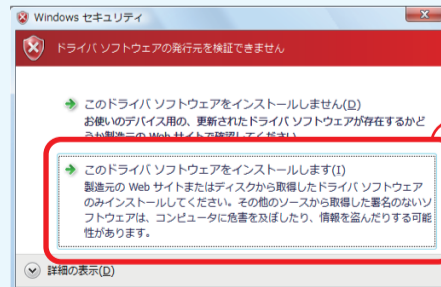 Windows セキュリティ
ドライバ ソフトウェアの発行元を検証できません
このドライバ ソフトウェアをインストールしません(D)
お使いのデバイス用の、更新されたドライバ ソフトウェアが存在するかど
うか製造元の Web サイトで確認してください。
このドライバ ソフトウェアをインストールします(I)
製造元の Web サイトまたはディスクから取得したドライバ ソフトウェア
のみインストールしてください。その他のソースから取得した署名のないソ
フトウェアは、コンピュータに危害を及ぼしたり、情報を盗んだりする可能
性があります。
詳細の表示(D)